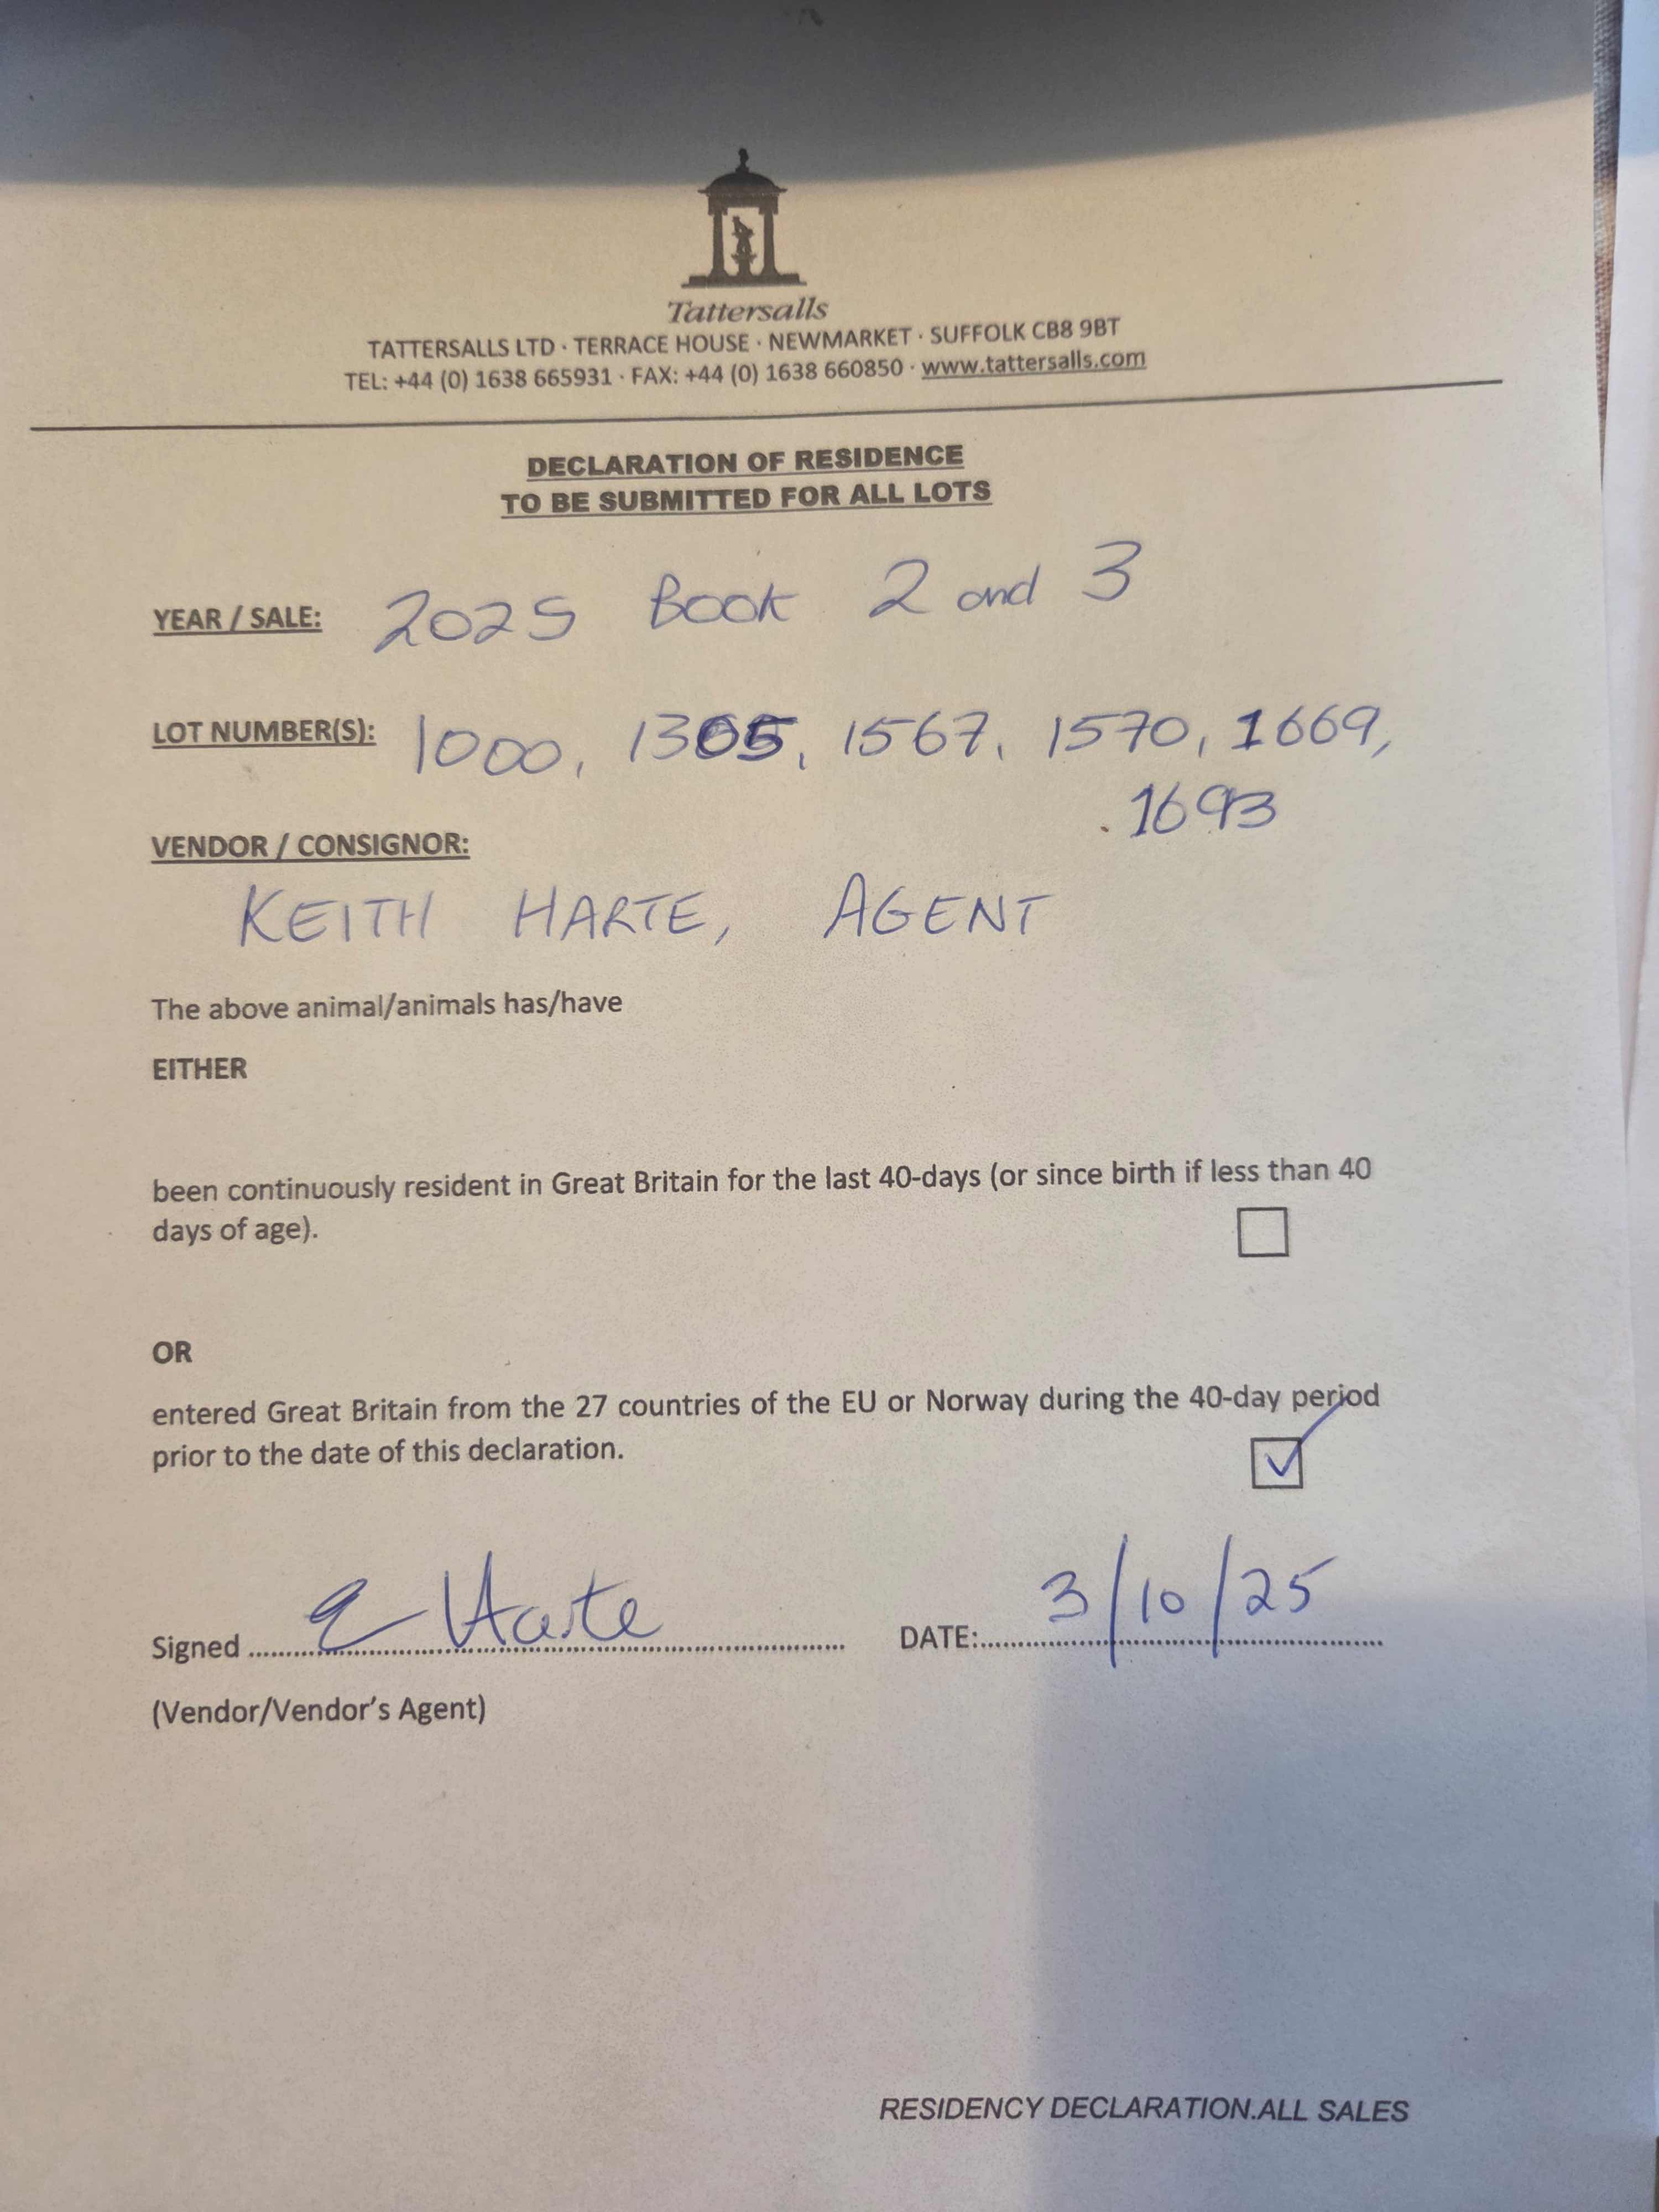 Tattersalls
TATTERSALLS LTD · TERRACE HOUSE · NEWMARKET · SUFFOLK CB8 9BT
TEL: +44 (0) 1638 665931 · FAX: +44 (0) 1638 660850 · www.tattersalls.com
DECLARATION OF RESIDENCE
TO BE SUBMITTED FOR ALL LOTS
YEAR / SALE: 2025 Book 2 and 3
LOT NUMBER(S): 1000, 1305, 1567, 1570, 1669,
1693
VENDOR / CONSIGNOR:
KEITH HARTE, AGENT
The above animal/animals has/have
EITHER
been continuously resident in Great Britain for the last 40-days (or since birth if less than 40
days of age).
OR
entered Great Britain from the 27 countries of the EU or Norway during the 40-day period
prior to the date of this declaration.
Signed Harte DATE: 3/10/25
(Vendor/Vendor's Agent)
RESIDENCY DECLARATION.ALL SALES